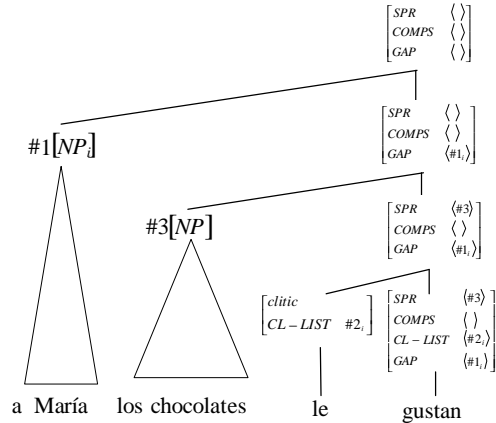 SPR ⟨ ⟩
COMPS ⟨ ⟩
GAP ⟨ ⟩
#1[NPᵢ]
SPR ⟨ ⟩
COMPS ⟨ ⟩
GAP ⟨#1ᵢ⟩
#3[NP]
SPR ⟨#3⟩
COMPS ⟨ ⟩
GAP ⟨#1ᵢ⟩
clitic
CL – LIST #2ᵢ
SPR ⟨#3⟩
COMPS ⟨ ⟩
CL – LIST ⟨#2ᵢ⟩
GAP ⟨#1ᵢ⟩
a María los chocolates le gustan